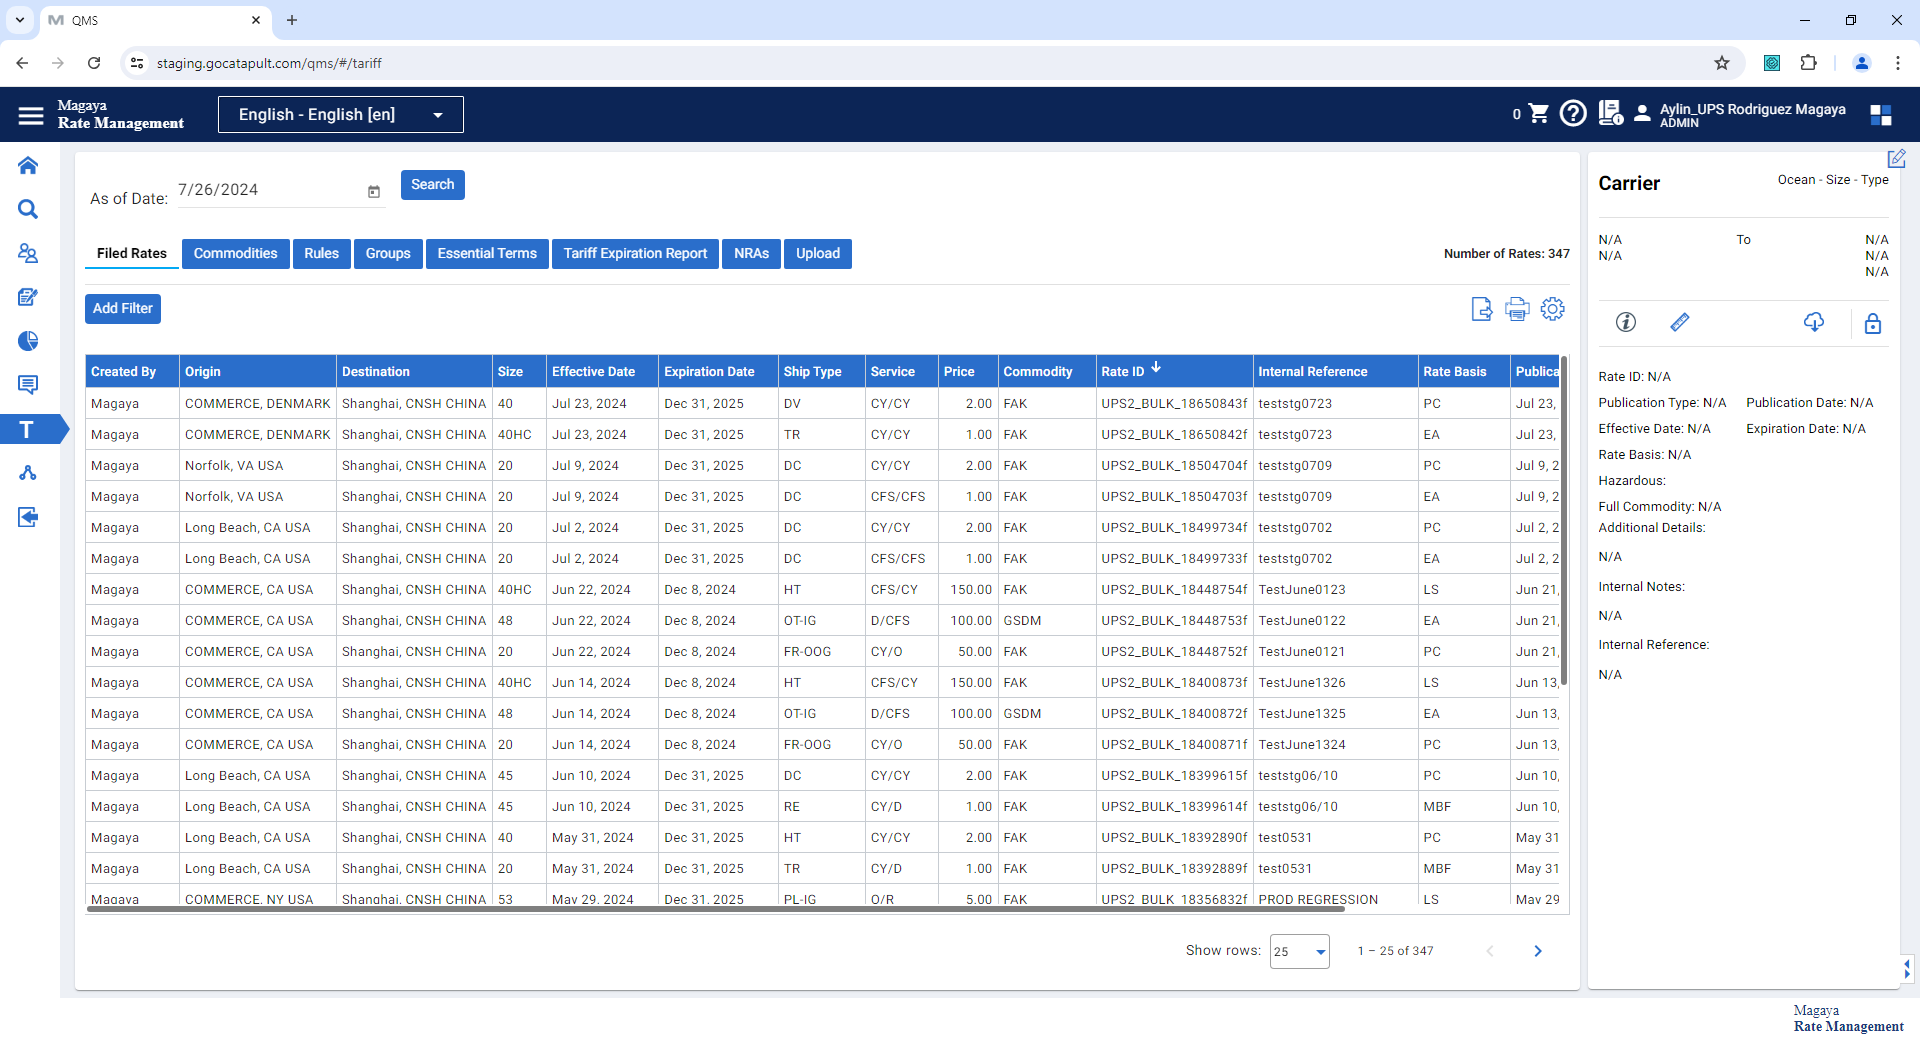 QMS
staging.gocatapult.com/qms/#/tariff
Magaya
Rate Management
English - English [en]
0
Aylin_UPS Rodriguez Magaya
ADMIN
As of Date: 7/26/2024
Search
Filed Rates Commodities Rules Groups Essential Terms Tariff Expiration Report NRAs Upload
Number of Rates: 347
Add Filter
Created By Origin Destination Size Effective Date Expiration Date Ship Type Service Price Commodity Rate ID Internal Reference Rate Basis Publica
Magaya COMMERCE, DENMARK Shanghai, CNSH CHINA 40 Jul 23, 2024 Dec 31, 2025 DV CY/CY 2.00 FAK UPS2_BULK_18650843f teststg0723 PC Jul 23,
Magaya COMMERCE, DENMARK Shanghai, CNSH CHINA 40HC Jul 23, 2024 Dec 31, 2025 TR CY/CY 1.00 FAK UPS2_BULK_18650842f teststg0723 EA Jul 23,
Magaya Norfolk, VA USA Shanghai, CNSH CHINA 20 Jul 9, 2024 Dec 31, 2025 DC CY/CY 2.00 FAK UPS2_BULK_18504704f teststg0709 PC Jul 9, 2
Magaya Norfolk, VA USA Shanghai, CNSH CHINA 20 Jul 9, 2024 Dec 31, 2025 DC CFS/CFS 1.00 FAK UPS2_BULK_18504703f teststg0709 EA Jul 9, 2
Magaya Long Beach, CA USA Shanghai, CNSH CHINA 20 Jul 2, 2024 Dec 31, 2025 DC CY/CY 2.00 FAK UPS2_BULK_18499734f teststg0702 PC Jul 2, 2
Magaya Long Beach, CA USA Shanghai, CNSH CHINA 20 Jul 2, 2024 Dec 31, 2025 DC CFS/CFS 1.00 FAK UPS2_BULK_18499733f teststg0702 EA Jul 2, 2
Magaya COMMERCE, CA USA Shanghai, CNSH CHINA 40HC Jun 22, 2024 Dec 8, 2024 HT CFS/CY 150.00 FAK UPS2_BULK_18448754f TestJune0123 LS Jun 21,
Magaya COMMERCE, CA USA Shanghai, CNSH CHINA 48 Jun 22, 2024 Dec 8, 2024 OT-IG D/CFS 100.00 GSDM UPS2_BULK_18448753f TestJune0122 EA Jun 21,
Magaya COMMERCE, CA USA Shanghai, CNSH CHINA 20 Jun 22, 2024 Dec 8, 2024 FR-OOG CY/O 50.00 FAK UPS2_BULK_18448752f TestJune0121 PC Jun 21,
Magaya COMMERCE, CA USA Shanghai, CNSH CHINA 40HC Jun 14, 2024 Dec 8, 2024 HT CFS/CY 150.00 FAK UPS2_BULK_18400873f TestJune1326 LS Jun 13,
Magaya COMMERCE, CA USA Shanghai, CNSH CHINA 48 Jun 14, 2024 Dec 8, 2024 OT-IG D/CFS 100.00 GSDM UPS2_BULK_18400872f TestJune1325 EA Jun 13,
Magaya COMMERCE, CA USA Shanghai, CNSH CHINA 20 Jun 14, 2024 Dec 8, 2024 FR-OOG CY/O 50.00 FAK UPS2_BULK_18400871f TestJune1324 PC Jun 13,
Magaya Long Beach, CA USA Shanghai, CNSH CHINA 45 Jun 10, 2024 Dec 31, 2025 DC CY/CY 2.00 FAK UPS2_BULK_18399615f teststg06/10 PC Jun 10,
Magaya Long Beach, CA USA Shanghai, CNSH CHINA 45 Jun 10, 2024 Dec 31, 2025 RE CY/D 1.00 FAK UPS2_BULK_18399614f teststg06/10 MBF Jun 10,
Magaya Long Beach, CA USA Shanghai, CNSH CHINA 40 May 31, 2024 Dec 31, 2025 HT CY/CY 2.00 FAK UPS2_BULK_18392890f test0531 PC May 31
Magaya Long Beach, CA USA Shanghai, CNSH CHINA 20 May 31, 2024 Dec 31, 2025 TR CY/D 1.00 FAK UPS2_BULK_18392889f test0531 MBF May 31
Magaya COMMERCE, NY USA Shanghai, CNSH CHINA 53 May 29, 2024 Dec 31, 2025 PL-IG O/R 5.00 FAK UPS2_BULK_18356832f PROD REGRESSION LS May 29
Show rows: 25 1 – 25 of 347
Carrier
Ocean - Size - Type
N/A To N/A
N/A N/A
N/A
Rate ID: N/A
Publication Type: N/A Publication Date: N/A
Effective Date: N/A Expiration Date: N/A
Rate Basis: N/A
Hazardous:
Full Commodity: N/A
Additional Details:
N/A
Internal Notes:
N/A
Internal Reference:
N/A
T
Magaya
Rate Management